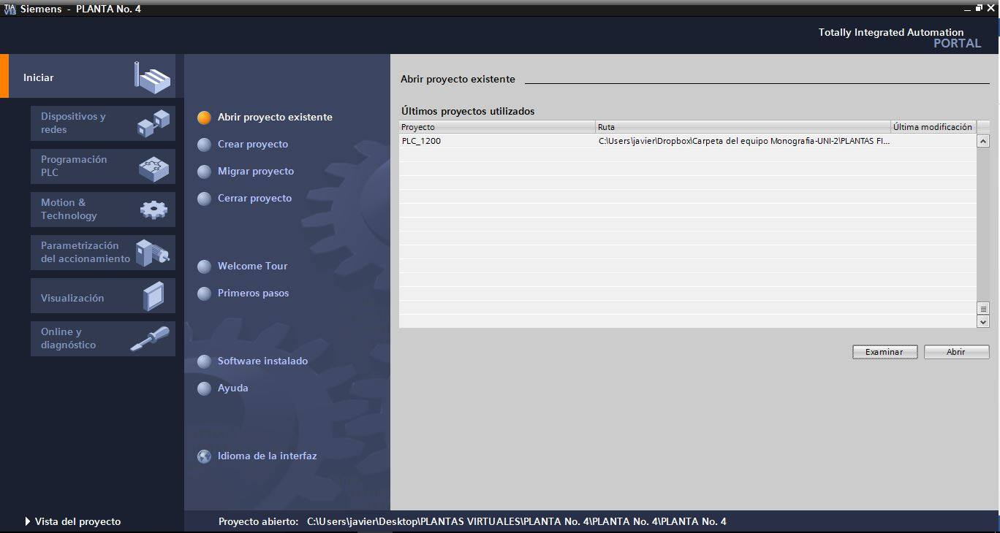 TIA V13 Siemens - PLANTA No. 4
Totally Integrated Automation
PORTAL
Iniciar
Dispositivos y
redes
Programación
PLC
Motion &
Technology
Parametrización
del accionamiento
Visualización
Online y
diagnóstico
Abrir proyecto existente
Crear proyecto
Migrar proyecto
Cerrar proyecto
Welcome Tour
Primeros pasos
Software instalado
Ayuda
Idioma de la interfaz
Abrir proyecto existente
Últimos proyectos utilizados
Proyecto Ruta Última modificación
PLC_1200 C:\Users\javier\Dropbox\Carpeta del equipo Monografia-UNI-2\PLANTAS FI...
Examinar Abrir
Vista del proyecto Proyecto abierto: C:\Users\javier\Desktop\PLANTAS VIRTUALES\PLANTA No. 4\PLANTA No. 4\PLANTA No. 4